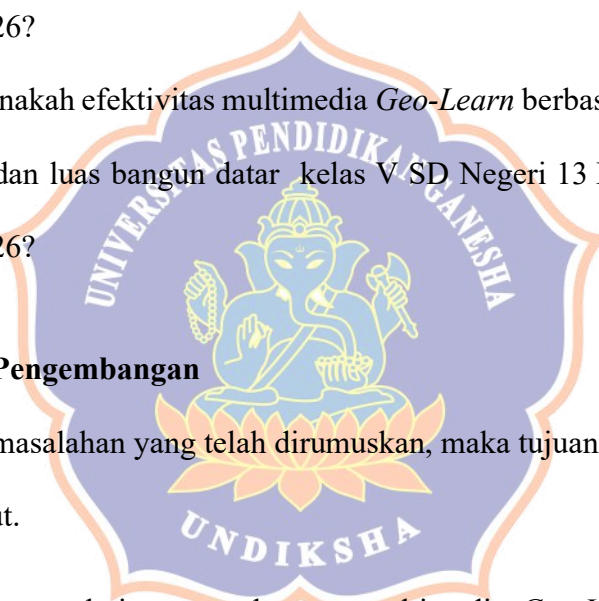 26?
nakah efektivitas multimedia Geo-Learn berbas
dan luas bangun datar kelas V SD Negeri 13
26?
Pengembangan
masalahan yang telah dirumuskan, maka tujuan
ut.
UNIVERSITAS PENDIDIKAN GANESHA
UNDIKSHA